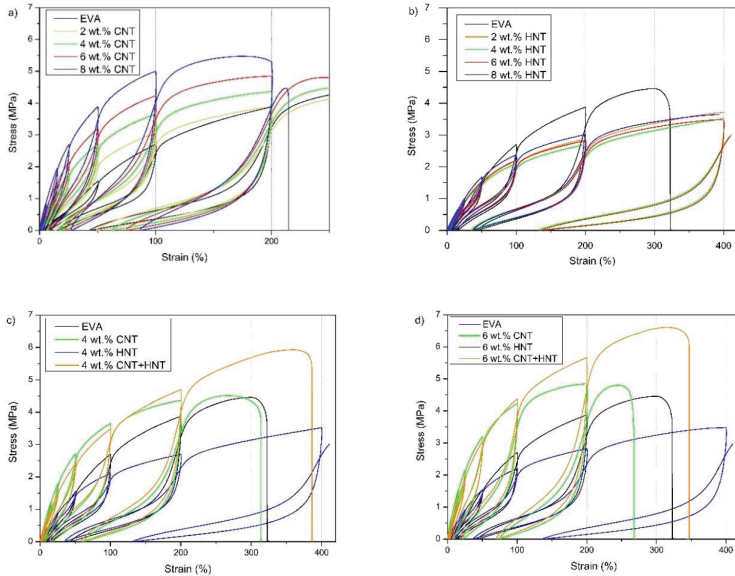 a)
EVA
2 wt.% CNT
4 wt.% CNT
6 wt.% CNT
8 wt.% CNT
7
6
5
4
3
2
1
0
Stress (MPa)
0 100 200
Strain (%)
b)
EVA
2 wt.% HNT
4 wt.% HNT
6 wt.% HNT
8 wt.% HNT
7
6
5
4
3
2
1
0
Stress (MPa)
0 100 200 300 400
Strain (%)
c)
EVA
4 wt.% CNT
4 wt.% HNT
4 wt.% CNT+HNT
7
6
5
4
3
2
1
0
Stress (MPa)
0 100 200 300 400
Strain (%)
d)
EVA
6 wt.% CNT
6 wt.% HNT
6 wt.% CNT+HNT
7
6
5
4
3
2
1
0
Stress (MPa)
0 100 200 300 400
Strain (%)